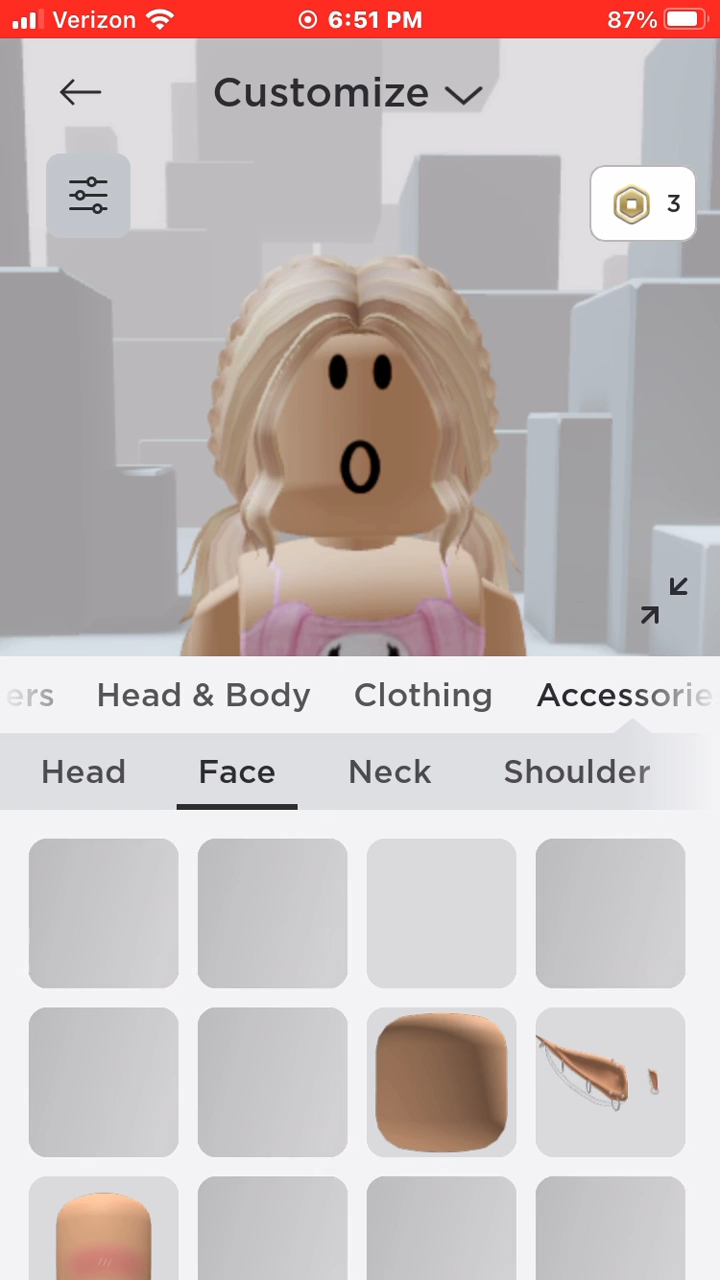 Verizon 6:51 PM 87%
Customize
3
ers Head & Body Clothing Accessorie
Head Face Neck Shoulder